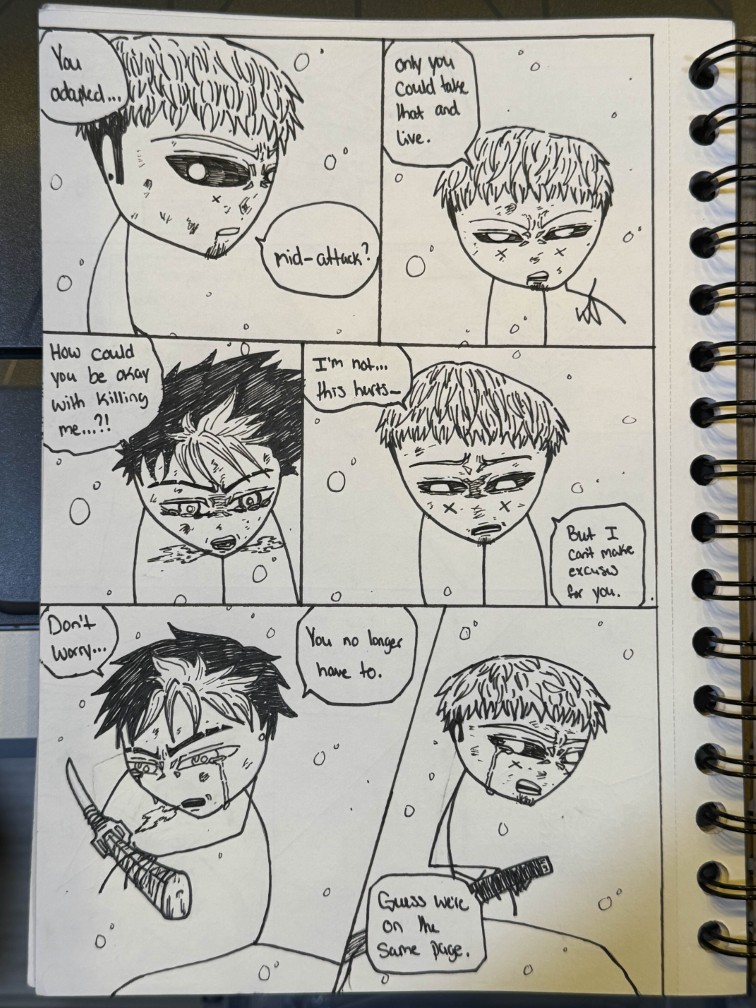 You
adapted...
mid-attack?
only you
could take
that and
live.
How could
you be okay
with killing
me...?!
I'm not...
this hurts—
But I
can't make
excuses
for you.
Don't
worry...
You no longer
have to.
Guess we're
on the
same page.